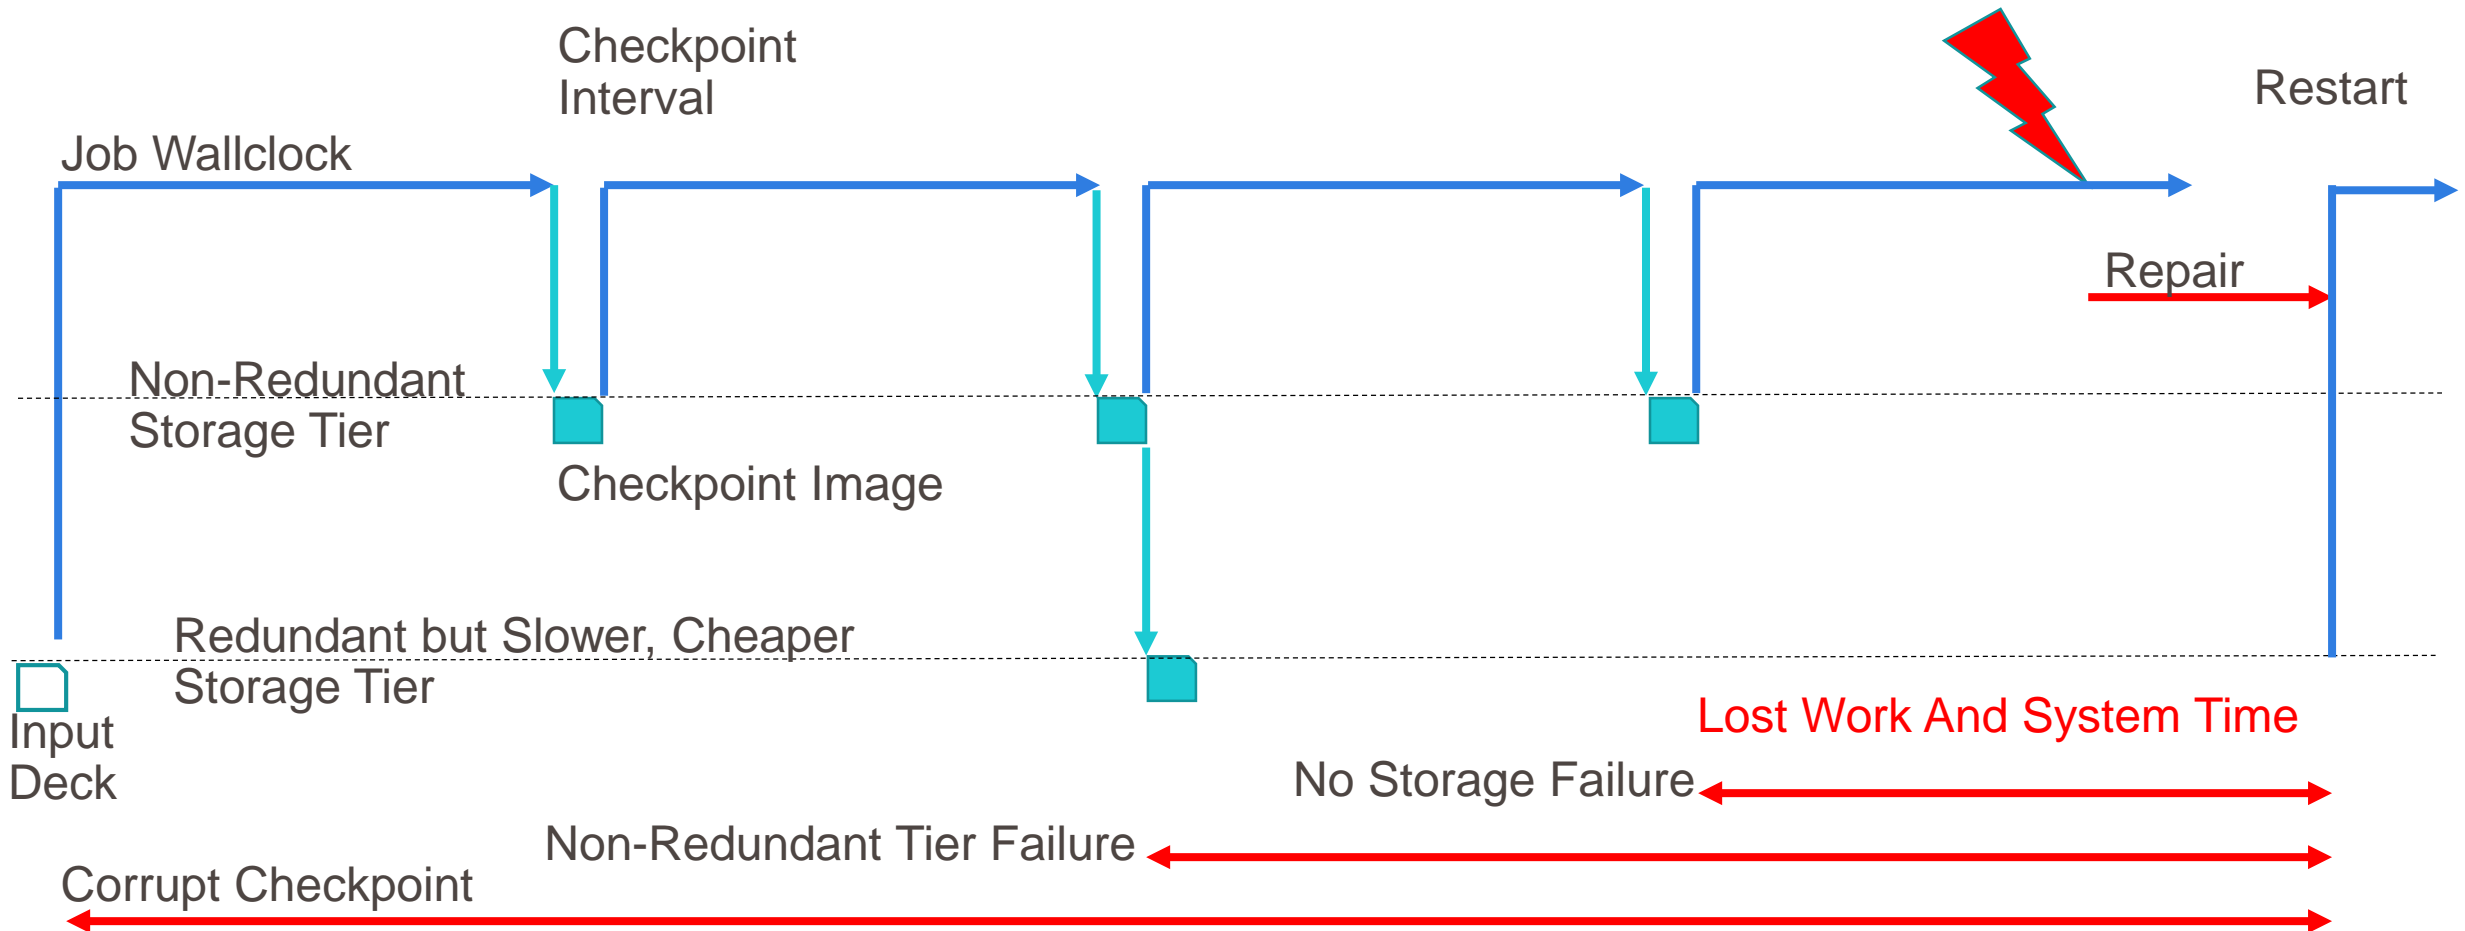 Checkpoint
Interval
Restart
Job Wallclock
Repair
Non-Redundant
Storage Tier
Checkpoint Image
Redundant but Slower, Cheaper
Storage Tier
Input
Deck
Lost Work And System Time
No Storage Failure
Non-Redundant Tier Failure
Corrupt Checkpoint